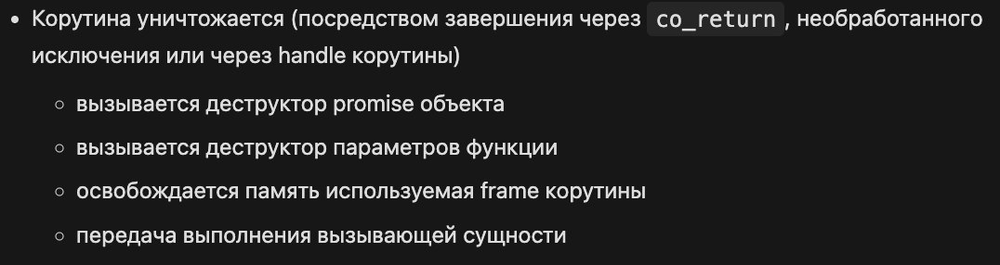 • Корутина уничтожается (посредством завершения через co_return, необработанного
исключения или через handle корутины)
◦ вызывается деструктор promise объекта
◦ вызывается деструктор параметров функции
◦ освобождается память используемая frame корутины
◦ передача выполнения вызывающей сущности